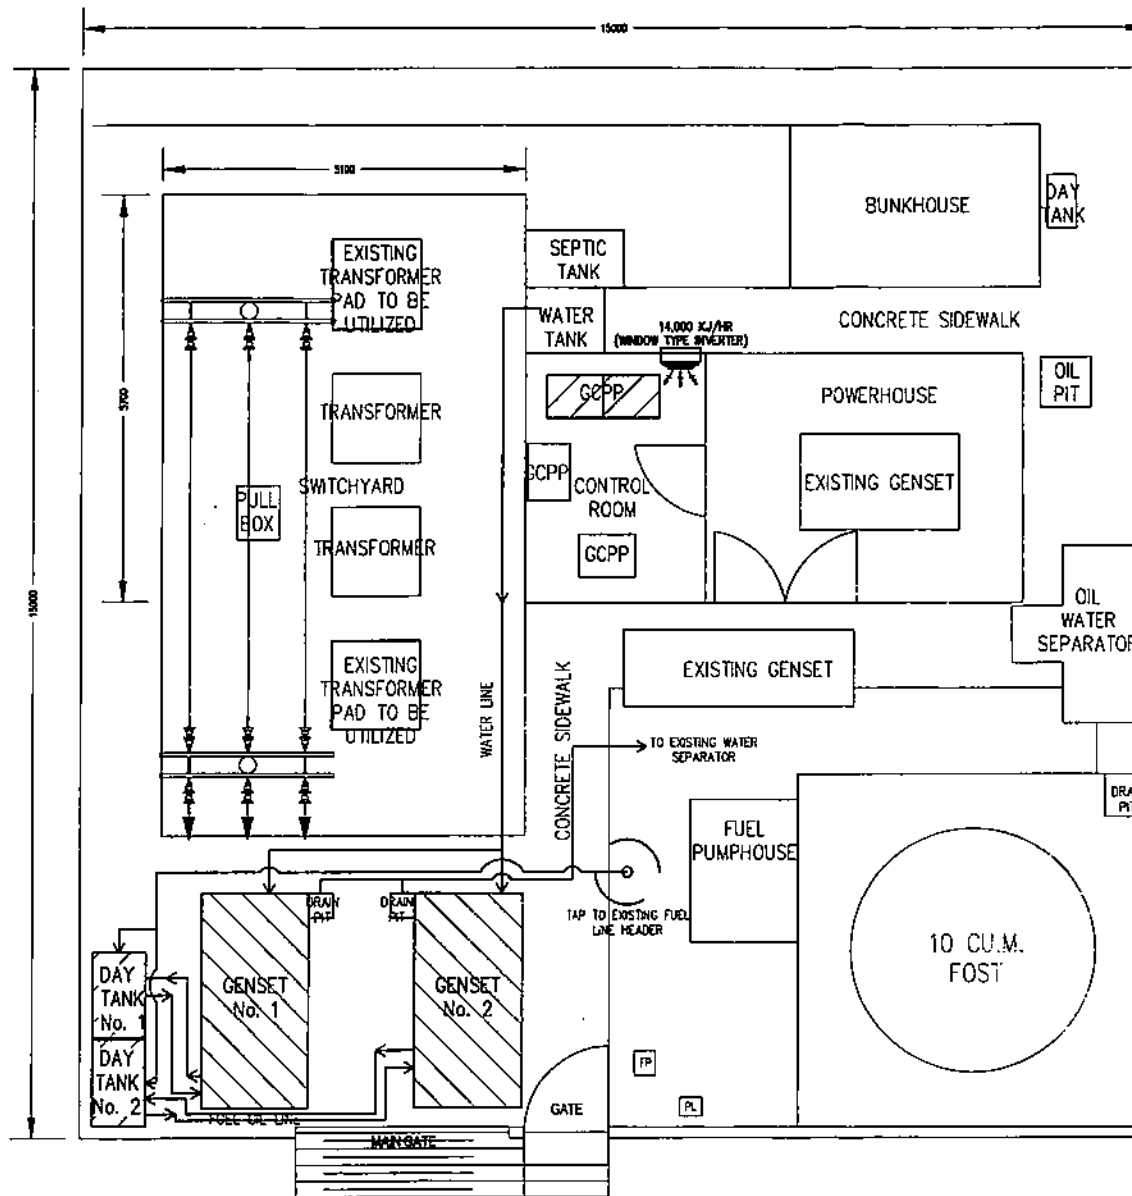 15000
5100
BUNKHOUSE
DAY
TANK
EXISTING
TRANSFORMER
PAD TO BE
UTILIZED
SEPTIC
TANK
WATER
TANK
14,000 KJ/HR
(WINDOW TYPE INVERTER)
CONCRETE SIDEWALK
OIL
PIT
GCPP
POWERHOUSE
5700
TRANSFORMER
GCPP
CONTROL
ROOM
EXISTING GENSET
SWITCHYARD
PULL
BOX
TRANSFORMER
GCPP
15000
OIL
WATER
SEPARATOR
EXISTING GENSET
EXISTING
TRANSFORMER
PAD TO BE
UTILIZED
WATER LINE
CONCRETE SIDEWALK
TO EXISTING WATER
SEPARATOR
DRA
PI
FUEL
PUMPHOUSE
DRAIN
PIT
DRAIN
PIT
TAP TO EXISTING FUEL
LINE HEADER
10 CU.M.
FOST
DAY
TANK
No. 1
GENSET
No. 1
GENSET
No. 2
DAY
TANK
No. 2
FP
PL
GATE
FUEL OIL LINE
MAIN GATE